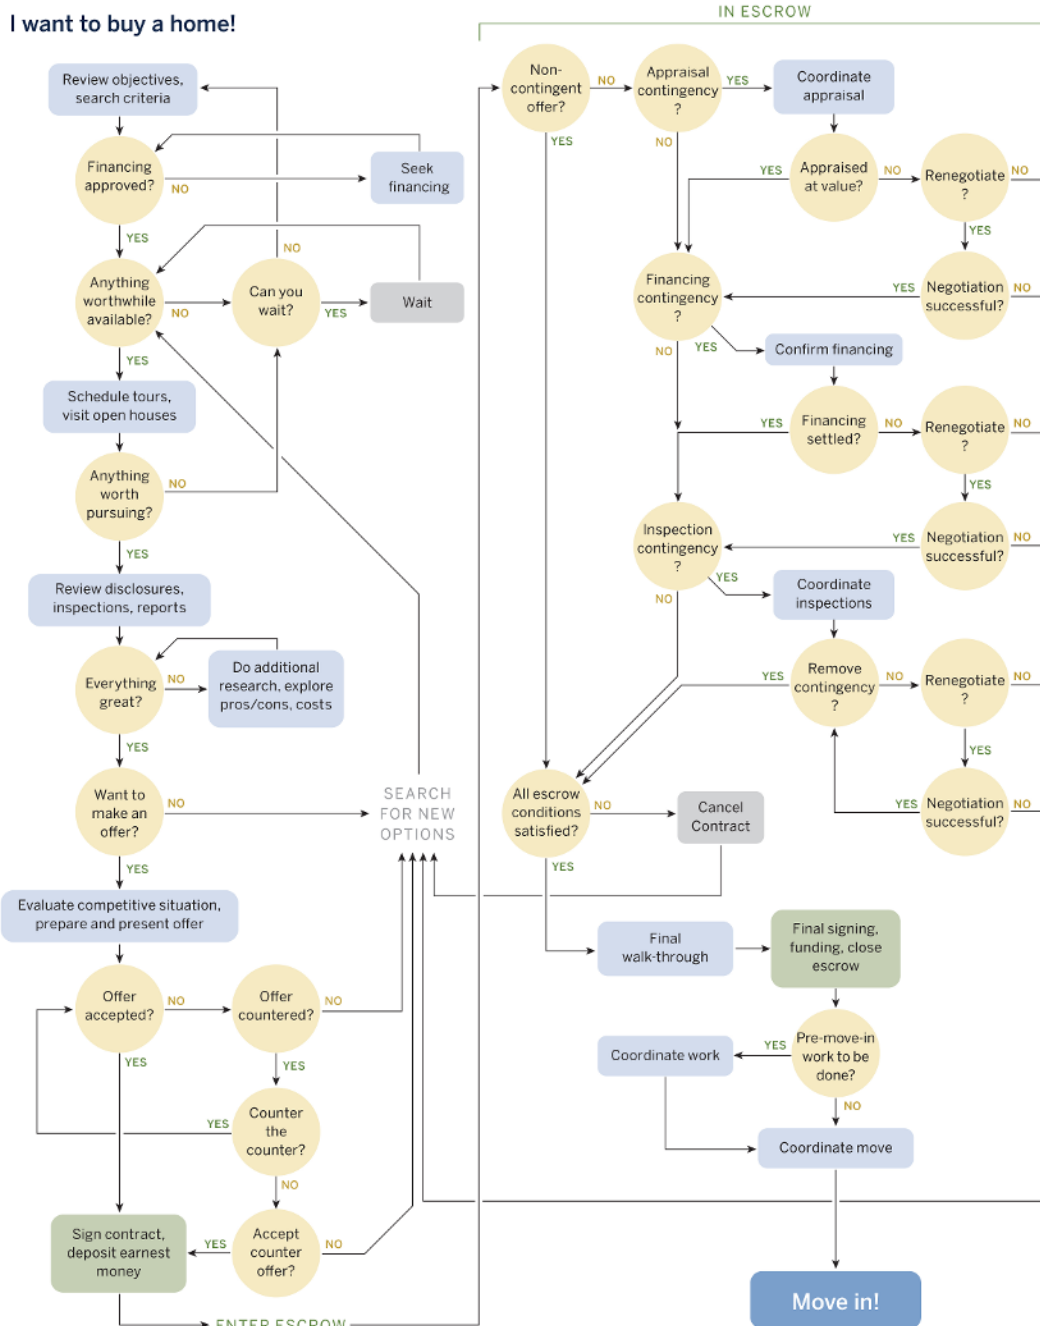 I want to buy a home!
IN ESCROW
Review objectives,
search criteria
Financing
approved?
NO
Seek
financing
YES
Anything
worthwhile
available?
NO
Can you
wait?
NO
YES
Wait
YES
Schedule tours,
visit open houses
Anything
worth
pursuing?
NO
YES
Review disclosures,
inspections, reports
Everything
great?
NO
Do additional
research, explore
pros/cons, costs
YES
Want to
make an
offer?
NO
SEARCH
FOR NEW
OPTIONS
YES
Evaluate competitive situation,
prepare and present offer
Offer
accepted?
NO
Offer
countered?
NO
YES
YES
Counter
the
counter?
YES
NO
Accept
counter
offer?
YES
NO
Sign contract,
deposit earnest
money
ENTER ESCROW
Non-
contingent
offer?
NO
YES
Appraisal
contingency
?
YES
NO
Coordinate
appraisal
Appraised
at value?
YES
NO
Renegotiate
?
NO
YES
Negotiation
successful?
YES
NO
Financing
contingency
?
NO
YES
Confirm financing
Financing
settled?
YES
NO
Renegotiate
?
NO
YES
Negotiation
successful?
YES
NO
Inspection
contingency
?
YES
NO
Coordinate
inspections
Remove
contingency
?
YES
NO
Renegotiate
?
NO
YES
Negotiation
successful?
YES
NO
All escrow
conditions
satisfied?
NO
Cancel
Contract
YES
Final
walk-through
Final signing,
funding, close
escrow
Pre-move-in
work to be
done?
YES
Coordinate work
NO
Coordinate move
Move in!